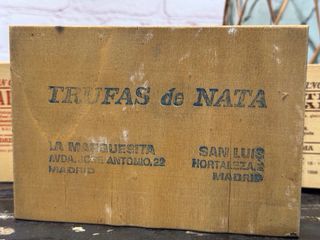 TRUFAS de NATA
LA MARQUESITA
AVDA. JOSE ANTONIO, 22
MADRID
SAN LUIS
HORTALEZA,
MADRID